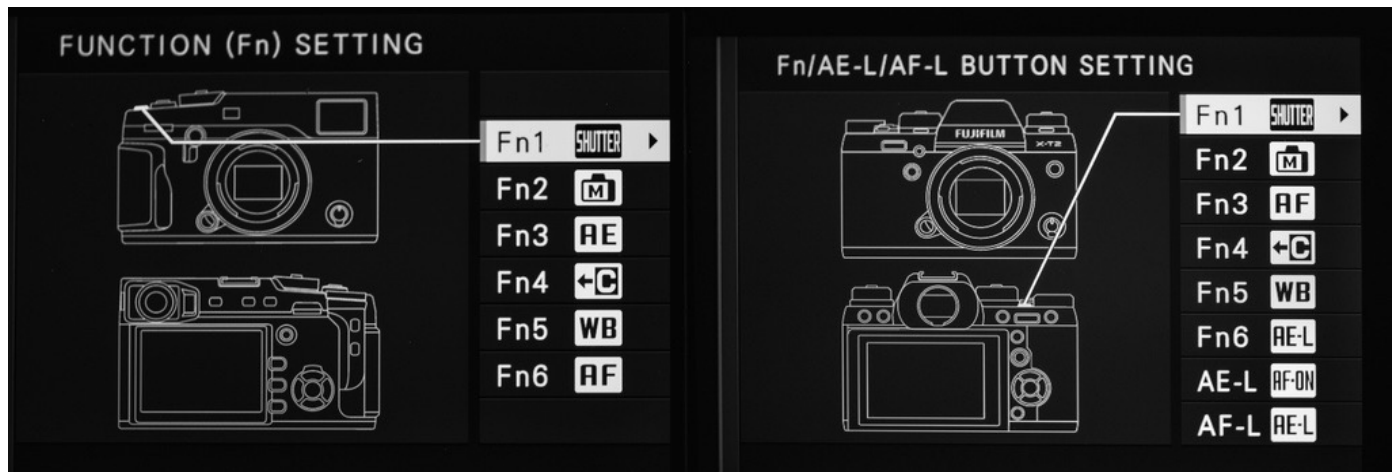 FUNCTION (Fn) SETTING
Fn1 SHUTTER
Fn2 M
Fn3 AE
Fn4 ←C
Fn5 WB
Fn6 AF
Fn/AE-L/AF-L BUTTON SETTING
FUJIFILM
X-T2
Fn1 SHUTTER
Fn2 M
Fn3 AF
Fn4 ←C
Fn5 WB
Fn6 AE-L
AE-L AF-ON
AF-L AE-L